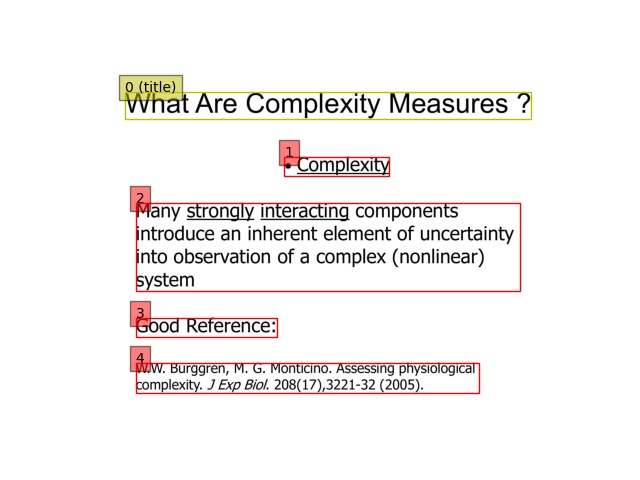 0 (title)
What Are Complexity Measures ?
1
• Complexity
2
Many strongly interacting components
introduce an inherent element of uncertainty
into observation of a complex (nonlinear)
system
3
Good Reference:
4
W.W. Burggren, M. G. Monticino. Assessing physiological
complexity. J Exp Biol. 208(17),3221-32 (2005).